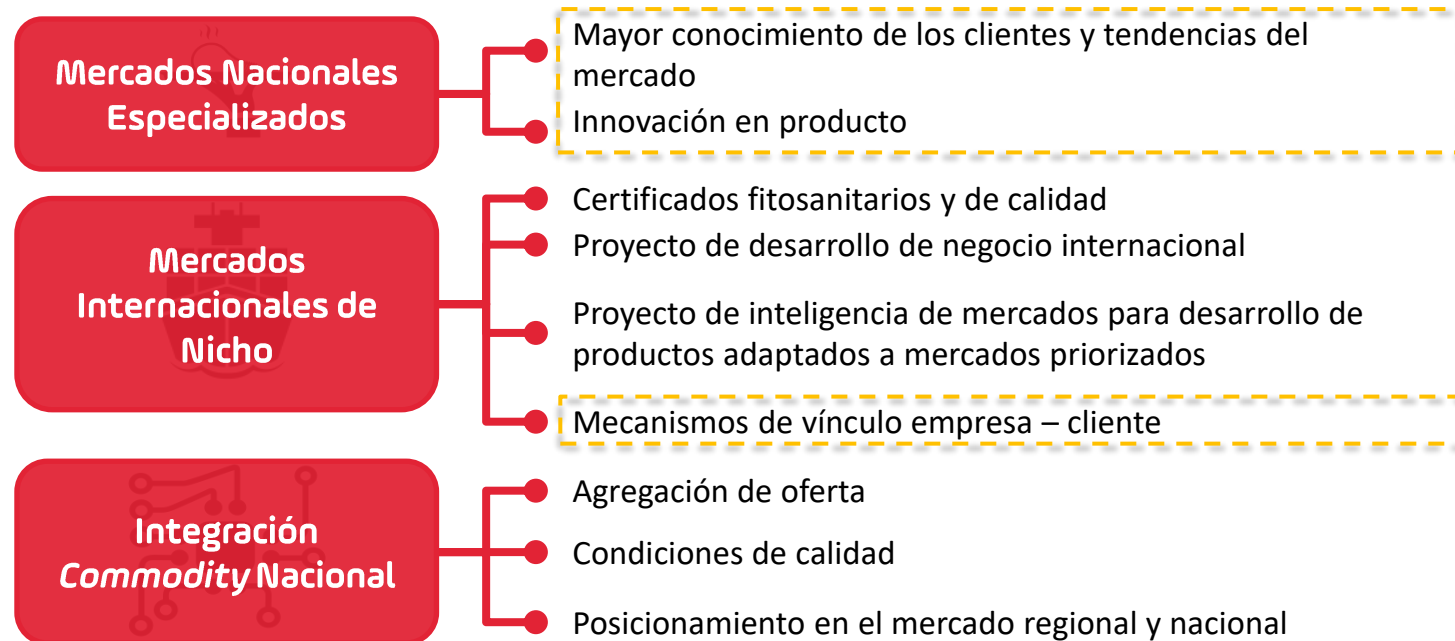 Mercados Nacionales
Especializados
Mayor conocimiento de los clientes y tendencias del
mercado
Innovación en producto
Mercados
Internacionales de
Nicho
Certificados fitosanitarios y de calidad
Proyecto de desarrollo de negocio internacional
Proyecto de inteligencia de mercados para desarrollo de
productos adaptados a mercados priorizados
Mecanismos de vínculo empresa – cliente
Integración
Commodity Nacional
Agregación de oferta
Condiciones de calidad
Posicionamiento en el mercado regional y nacional